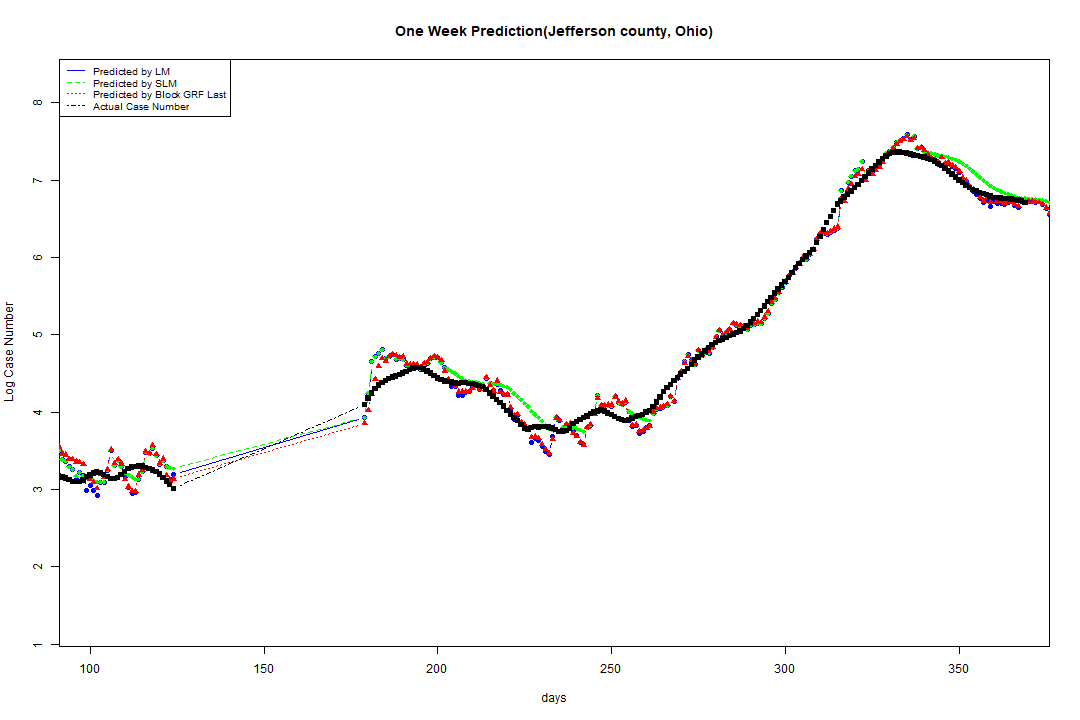 One Week Prediction(Jefferson county, Ohio)
Predicted by LM
Predicted by SLM
Predicted by Block GRF Last
Actual Case Number
8
7
6
5
4
3
2
1
Log Case Number
100 150 200 250 300 350
days